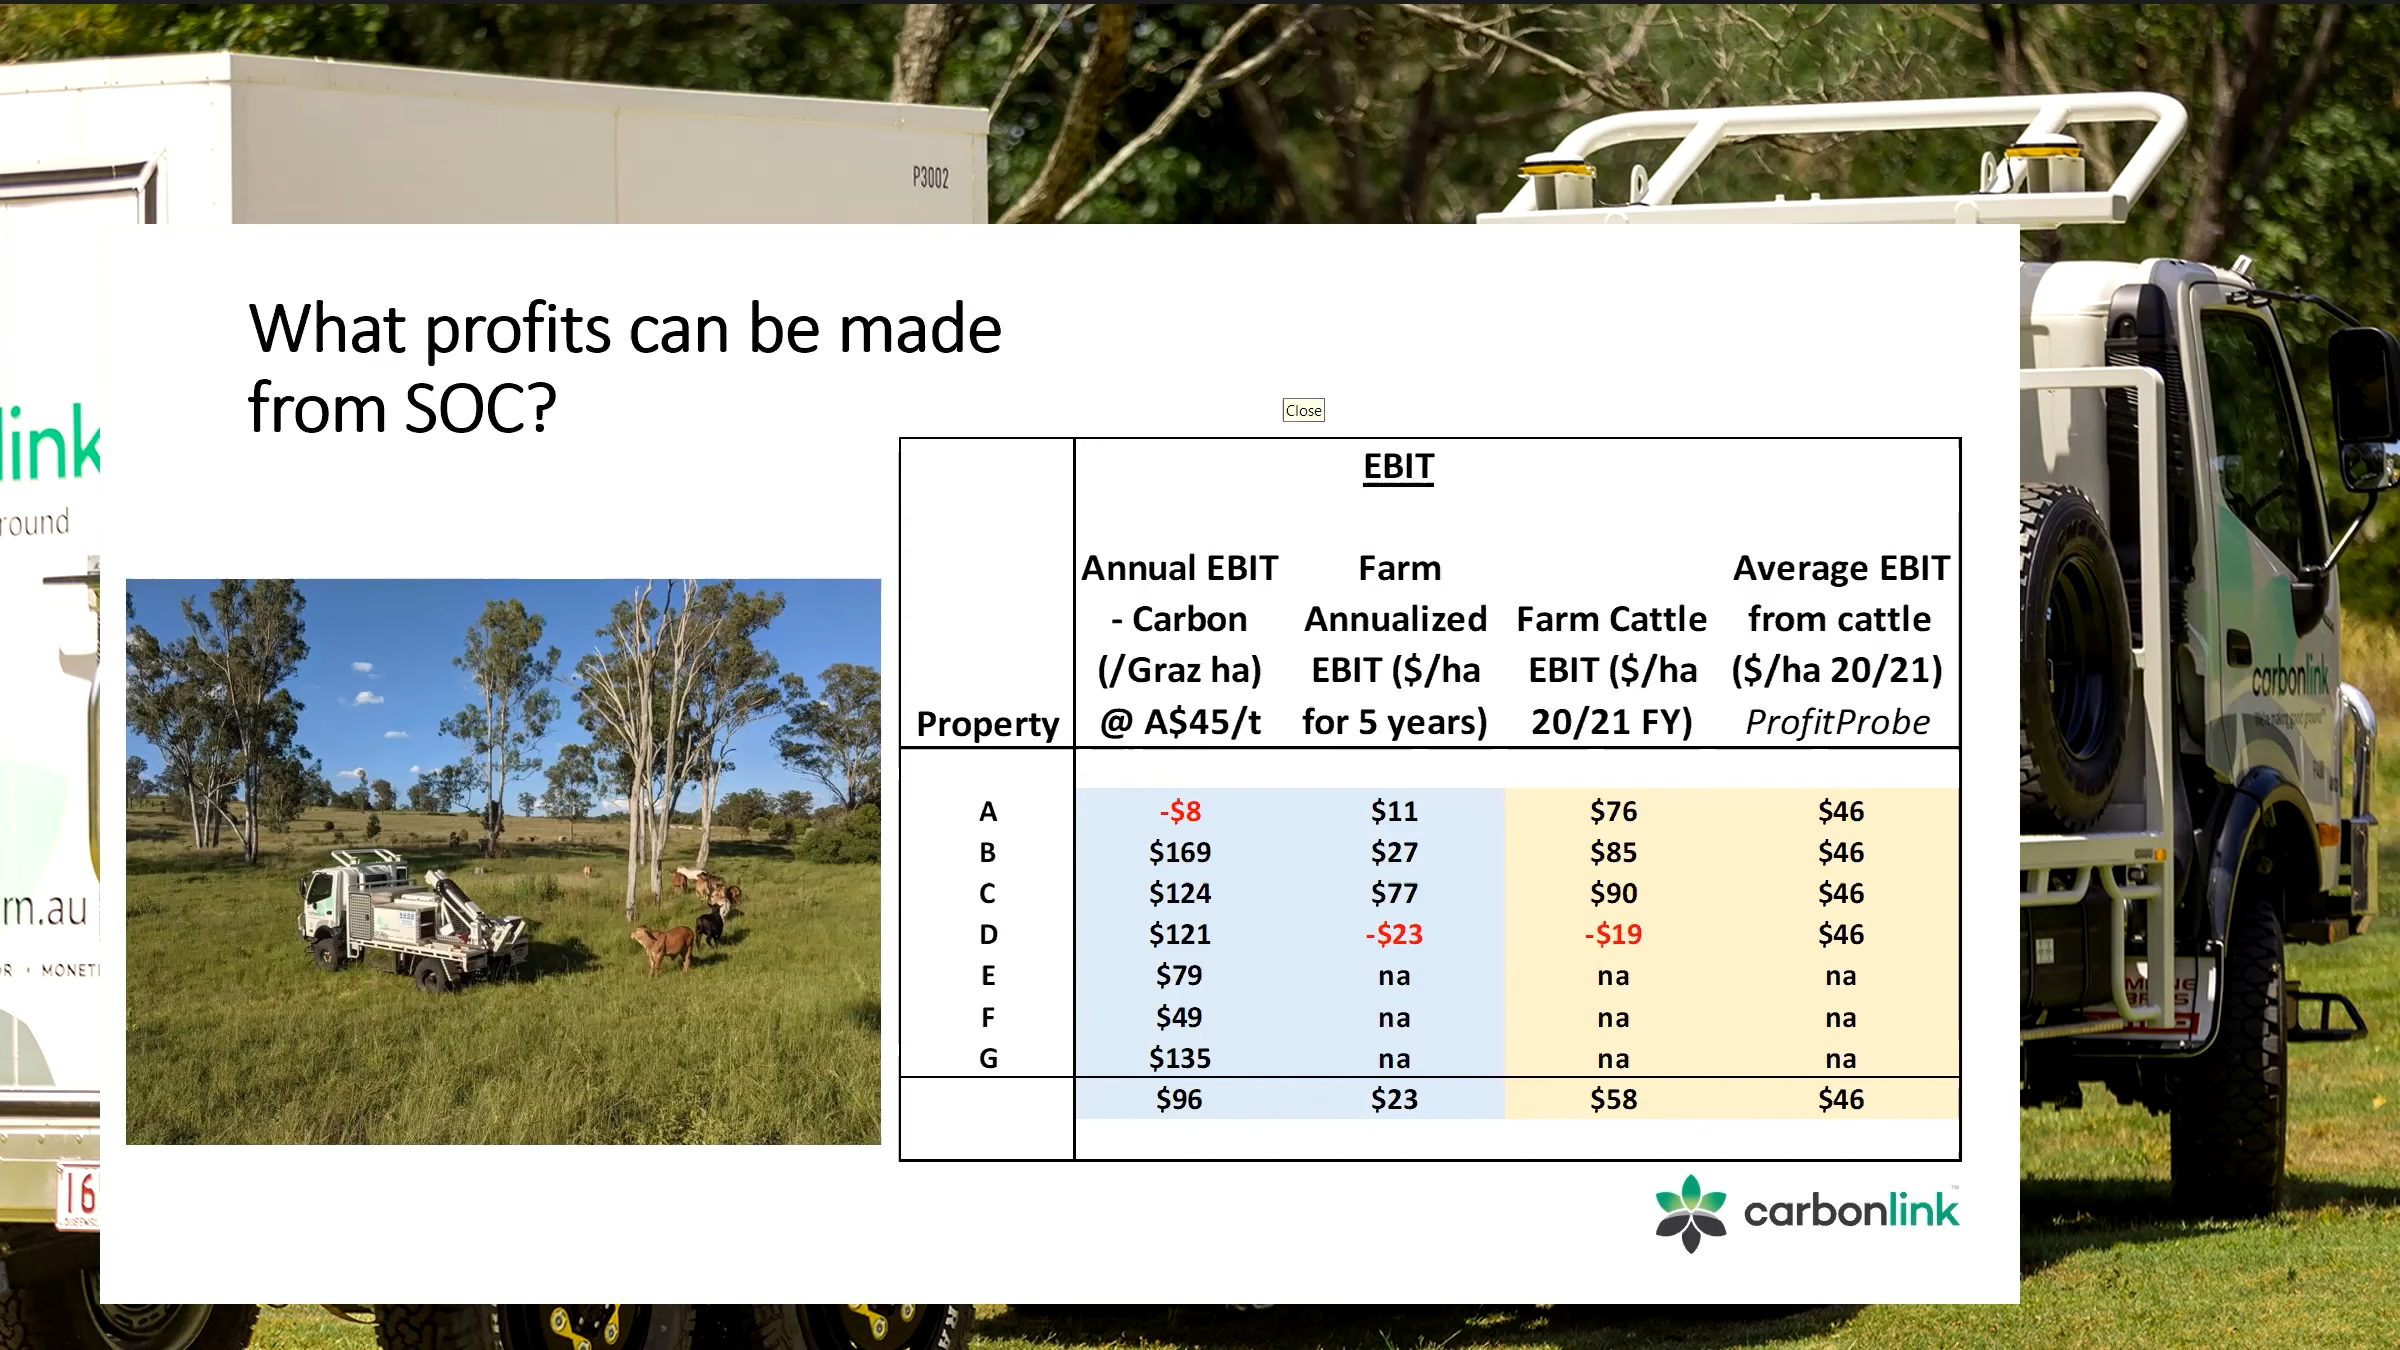 P3002
link
round
rn.au
What profits can be made
from SOC?
Close
EBIT
Property
Annual EBIT
- Carbon
(/Graz ha)
@ A$45/t
Farm
Annualized
EBIT ($/ha
for 5 years)
Farm Cattle
EBIT ($/ha
20/21 FY)
Average EBIT
from cattle
($/ha 20/21)
ProfitProbe
A -$8 $11 $76 $46
B $169 $27 $85 $46
C $124 $77 $90 $46
D $121 -$23 -$19 $46
E $79 na na na
F $49 na na na
G $135 na na na
$96 $23 $58 $46
carbonlink™
carbonlink
OR • MONETI
16